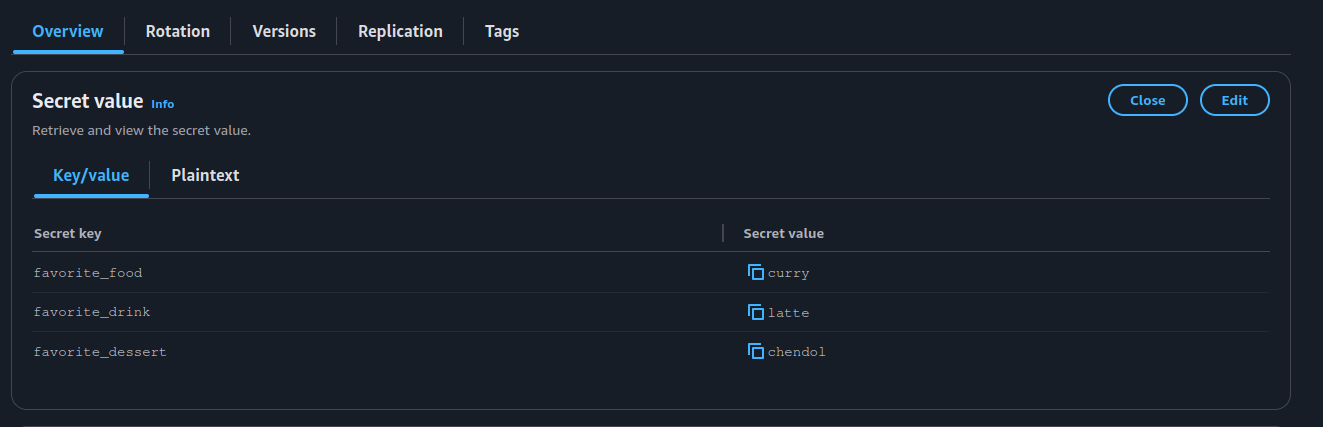 Overview Rotation Versions Replication Tags
Secret value Info Close Edit
Retrieve and view the secret value.
Key/value Plaintext
Secret key Secret value
favorite_food curry
favorite_drink latte
favorite_dessert chendol